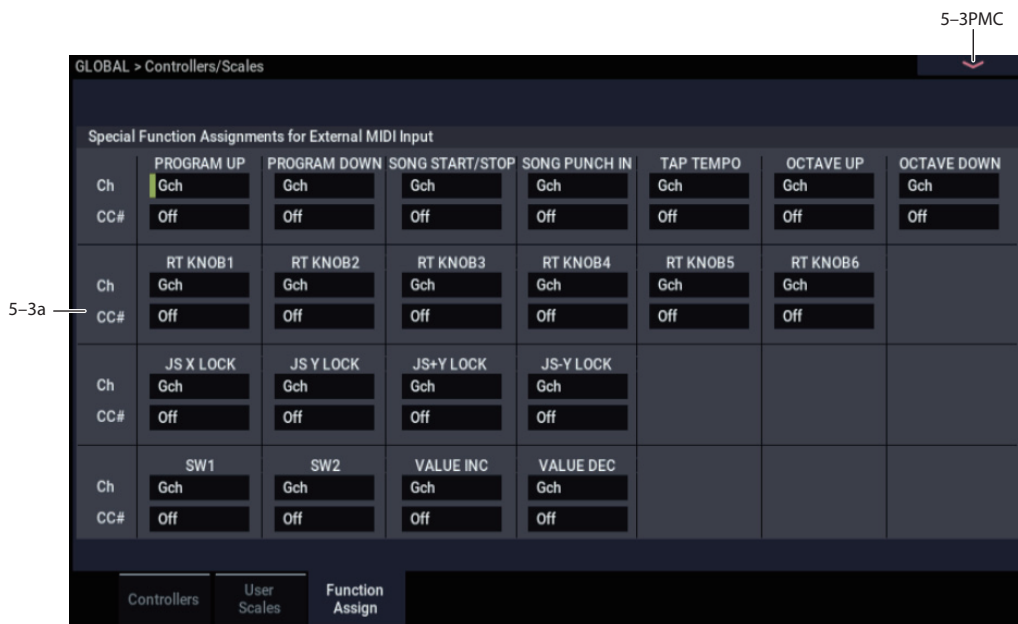 5–3PMC
GLOBAL > Controllers/Scales
Special Function Assignments for External MIDI Input
PROGRAM UP PROGRAM DOWN SONG START/STOP SONG PUNCH IN TAP TEMPO OCTAVE UP OCTAVE DOWN
Ch Gch Gch Gch Gch Gch Gch Gch
CC# Off Off Off Off Off Off Off
RT KNOB1 RT KNOB2 RT KNOB3 RT KNOB4 RT KNOB5 RT KNOB6
Ch Gch Gch Gch Gch Gch Gch
5–3a CC# Off Off Off Off Off Off
JS X LOCK JS Y LOCK JS+Y LOCK JS-Y LOCK
Ch Gch Gch Gch Gch
CC# Off Off Off Off
SW1 SW2 VALUE INC VALUE DEC
Ch Gch Gch Gch Gch
CC# Off Off Off Off
Controllers User Scales Function Assign